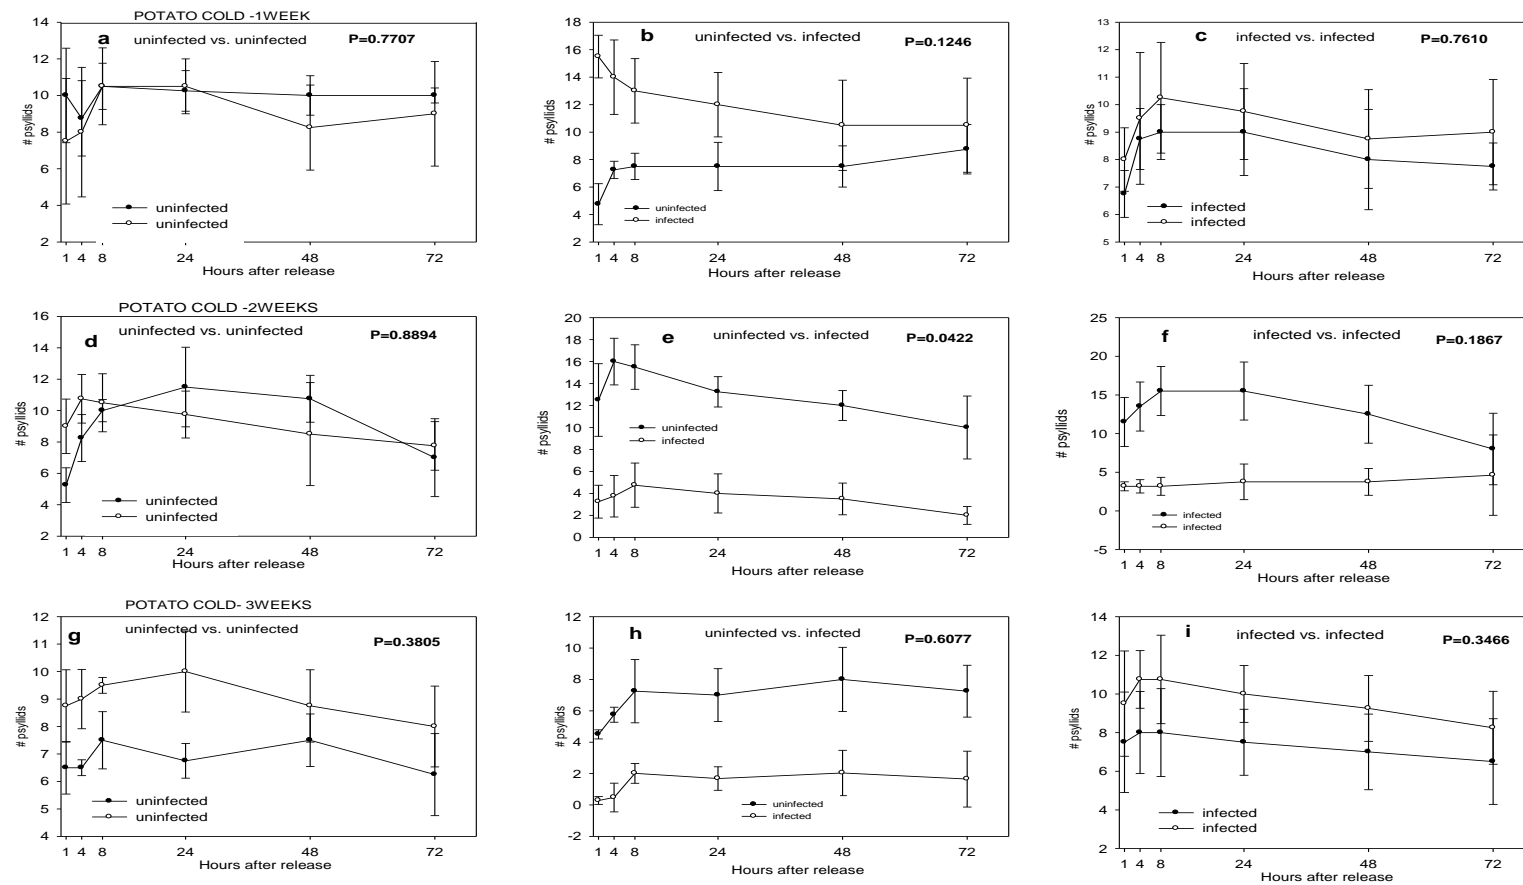 POTATO COLD -1WEEK
a
uninfected vs. uninfected
P=0.7707
# psyllids
14
12
10
8
6
4
2
uninfected
uninfected
1 4 8 24 48 72
Hours after release
b
uninfected vs. infected
P=0.1246
# psyllids
18
16
14
12
10
8
6
4
2
uninfected
infected
1 4 8 24 48 72
Hours after release
c
infected vs. infected
P=0.7610
# psyllids
13
12
11
10
9
8
7
6
5
infected
infected
1 4 8 24 48 72
Hours after release
POTATO COLD -2WEEKS
d
uninfected vs. uninfected
P=0.8894
# psyllids
16
14
12
10
8
6
4
2
uninfected
uninfected
1 4 8 24 48 72
Hours after release
e
uninfected vs. infected
P=0.0422
# psyllids
20
18
16
14
12
10
8
6
4
2
0
uninfected
infected
1 4 8 24 48 72
Hours after release
f
infected vs. infected
P=0.1867
# psyllids
25
20
15
10
5
0
-5
infected
infected
1 4 8 24 48 72
Hours after release
POTATO COLD- 3WEEKS
g
uninfected vs. uninfected
P=0.3805
# psyllids
12
11
10
9
8
7
6
5
4
uninfected
uninfected
1 4 8 24 48 72
Hours after release
h
uninfected vs. infected
P=0.6077
# psyllids
12
10
8
6
4
2
0
-2
uninfected
infected
1 4 8 24 48 72
Hours after release
i
infected vs. infected
P=0.3466
# psyllids
14
12
10
8
6
4
2
infected
infected
1 4 8 24 48 72
Hours after release